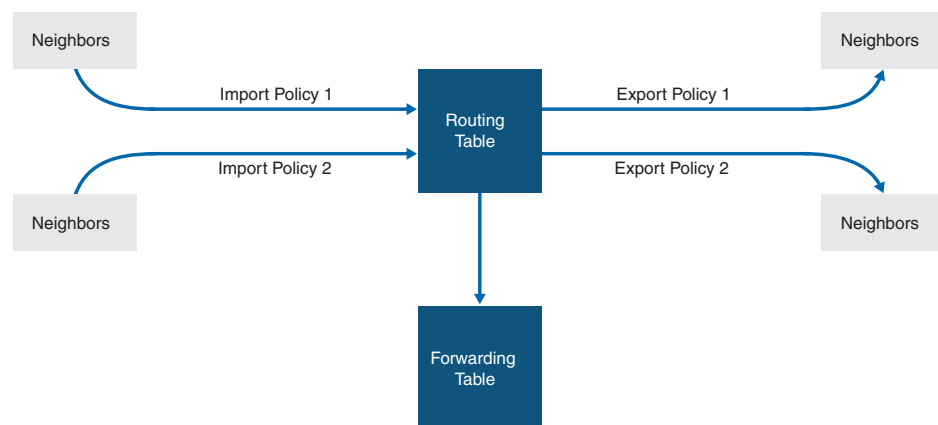 Neighbors
Neighbors
Import Policy 1
Export Policy 1
Routing
Table
Import Policy 2
Export Policy 2
Neighbors
Neighbors
Forwarding
Table